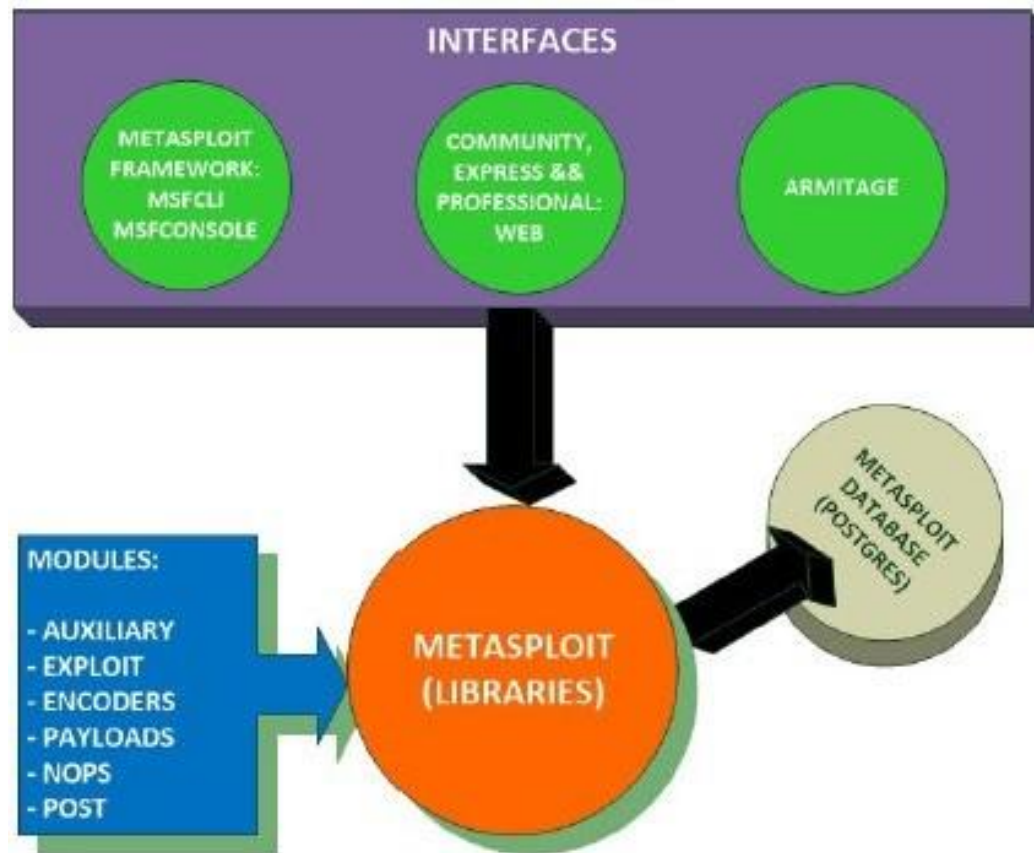 INTERFACES
METASPLOIT
FRAMEWORK:
MSFCLI
MSFCONSOLE
COMMUNITY,
EXPRESS &&
PROFESSIONAL:
WEB
ARMITAGE
METASPLOIT
DATABASE
(POSTGRES)
MODULES:
- AUXILIARY
- EXPLOIT
- ENCODERS
- PAYLOADS
- NOPS
- POST
METASPLOIT
(LIBRARIES)